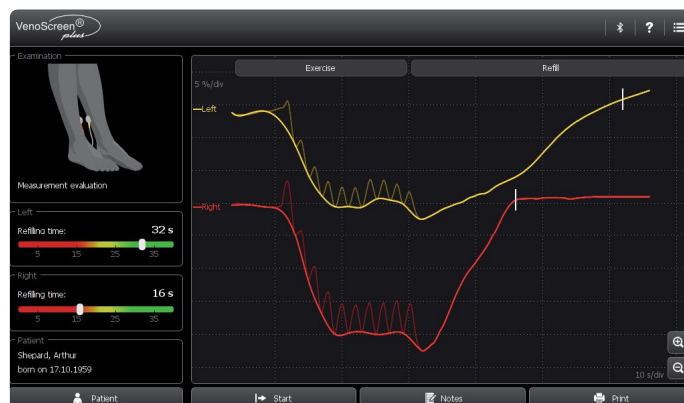 VenoScreen®
plus
?
Examination
Measurement evaluation
Left
Refilling time: 32 s
5 15 25 35
Right
Refilling time: 16 s
5 15 25 35
Patient
Shepard, Arthur
born on 17.10.1959
Exercise
Refill
5 %/div
Left
Right
10 s/div
Patient
Start
Notes
Print